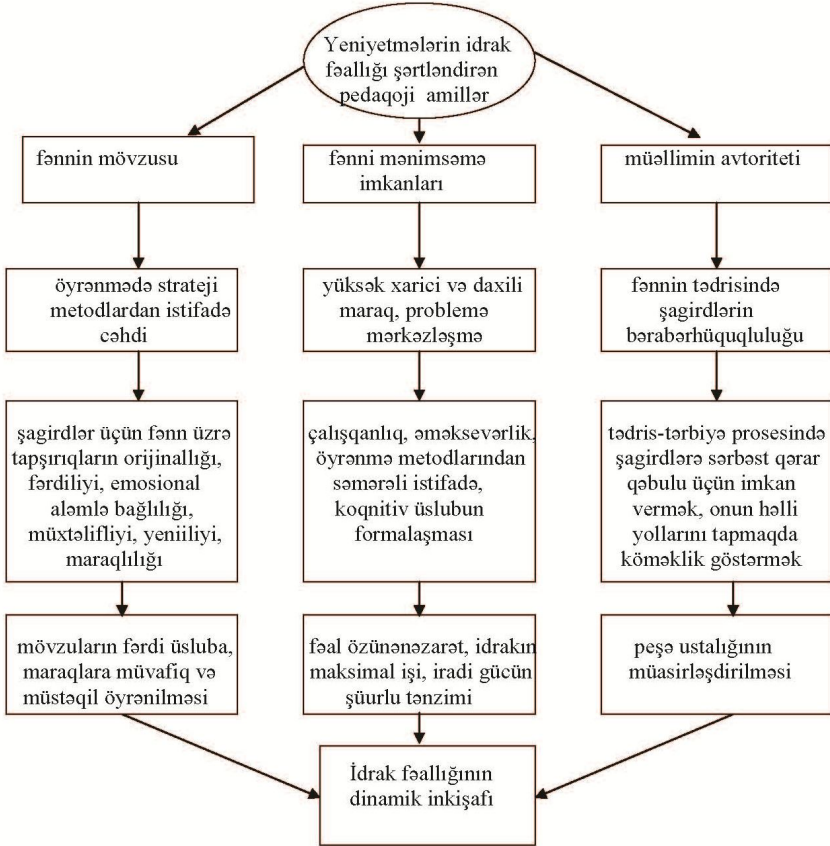 Yeniyetmələrin idrak
fəallığı şərtləndirən
pedaqoji amillər
fənnin mövzusu
fənni mənimsəmə
imkanları
müəllimin avtoriteti
öyrənmədə strateji
metodlardan istifadə
cəhdi
yüksək xarici və daxili
maraq, problemə
mərkəzləşmə
fənnin tədrisində
şagirdlərin
bərabərhüquqluluğu
şagirdlər üçün fənn üzrə
tapşırıqların orijinallığı,
fərdiliyi, emosional
aləmlə bağlılığı,
müxtəlifliyi, yeniiliyi,
maraqlılığı
çalışqanlıq, əməksevərlik,
öyrənmə metodlarından
səmərəli istifadə,
koqnitiv üslubun
formalaşması
tədris-tərbiyə prosesində
şagirdlərə sərbəst qərar
qəbulu üçün imkan
vermək, onun həlli
yollarını tapmaqda
köməklik göstərmək
mövzuların fərdi üsluba,
maraqlara müvafiq və
müstəqil öyrənilməsi
fəal özünənəzarət, idrakın
maksimal işi, iradi gücün
şüurlu tənzimi
peşə ustalığının
müasirləşdirilməsi
İdrak fəallığının
dinamik inkişafı